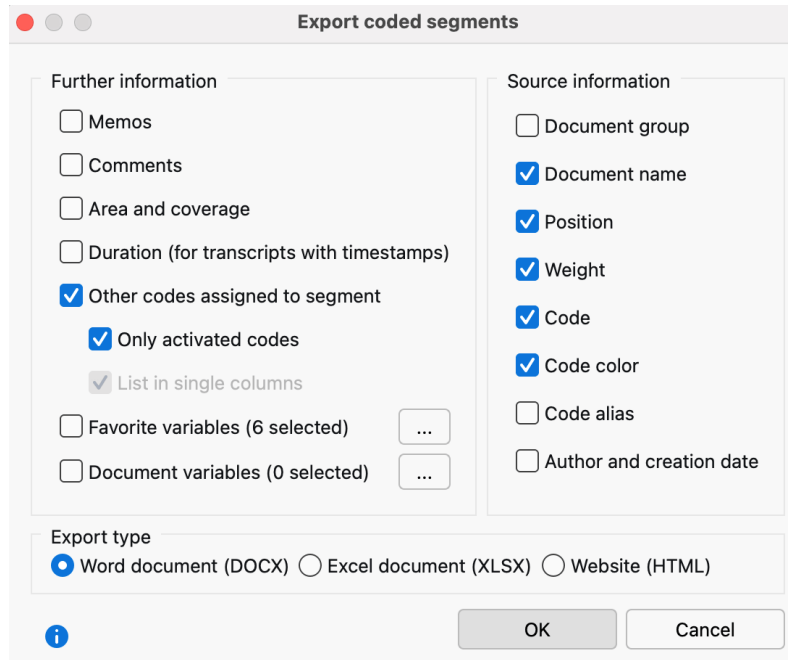 Export coded segments
Further information
Memos
Comments
Area and coverage
Duration (for transcripts with timestamps)
Other codes assigned to segment
Only activated codes
List in single columns
Favorite variables (6 selected)
...
Document variables (0 selected)
...
Source information
Document group
Document name
Position
Weight
Code
Code color
Code alias
Author and creation date
Export type
Word document (DOCX) Excel document (XLSX) Website (HTML)
i
OK Cancel